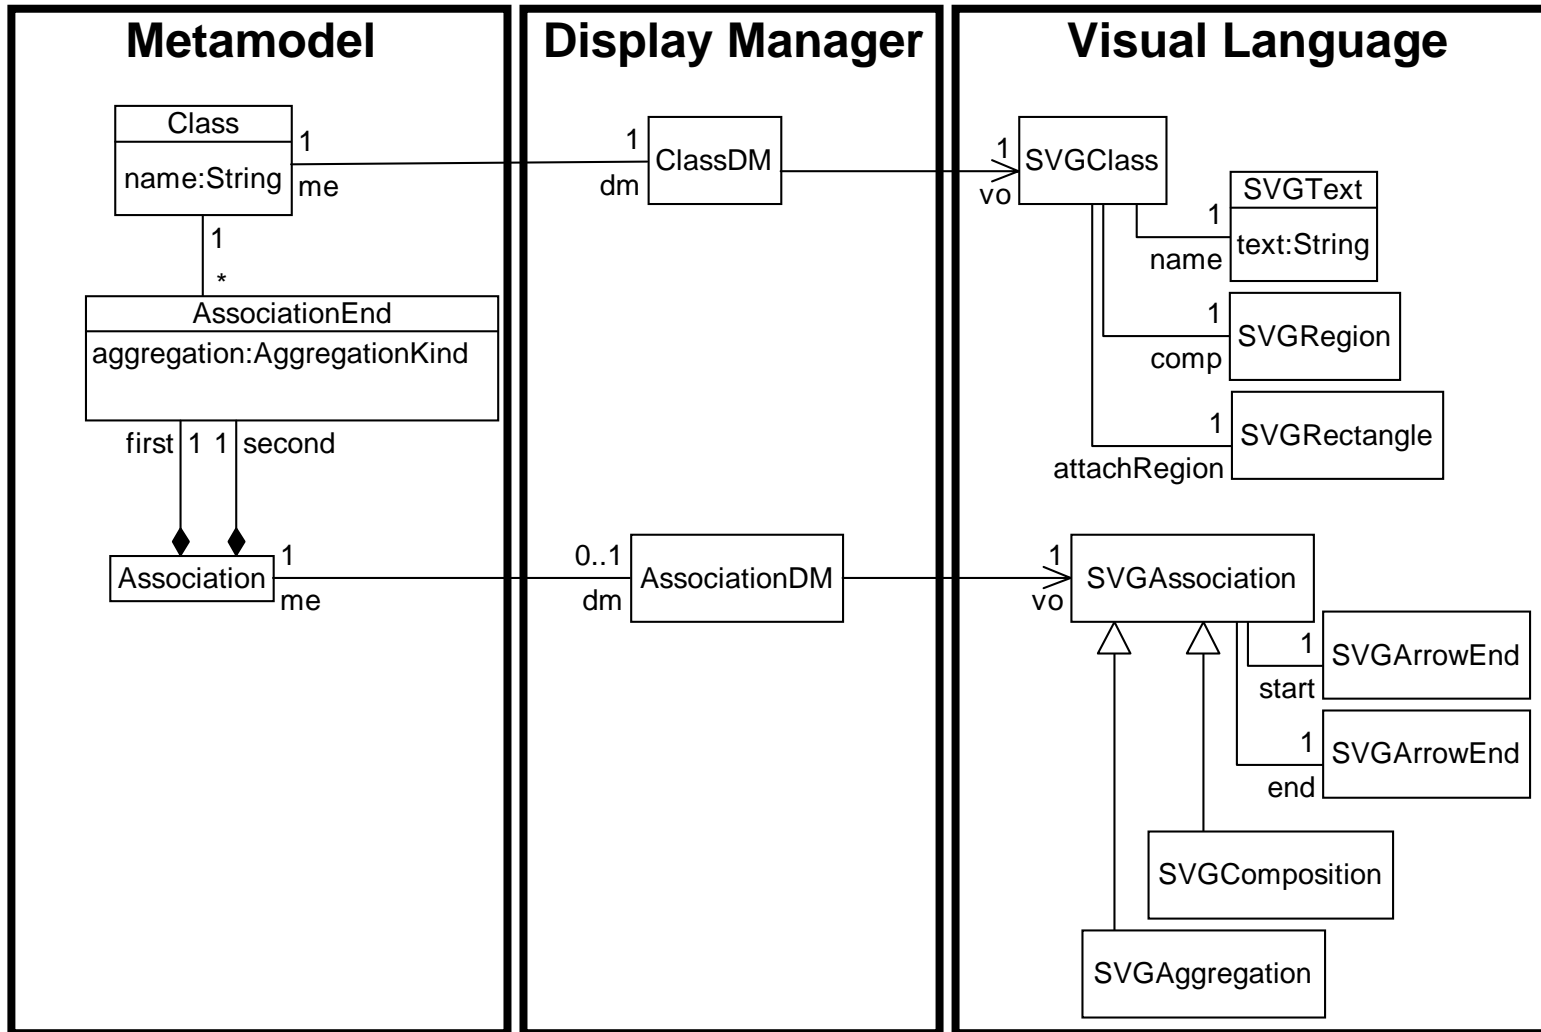 Metamodel
Display Manager
Visual Language
Class
name:String
1
me
1
dm
ClassDM
1
vo
SVGClass
SVGText
text:String
1
name
1
*
AssociationEnd
aggregation:AggregationKind
1
comp
SVGRegion
1
attachRegion
SVGRectangle
first
1
1
second
Association
1
me
0..1
dm
AssociationDM
1
vo
SVGAssociation
1
start
SVGArrowEnd
1
end
SVGArrowEnd
SVGComposition
SVGAggregation